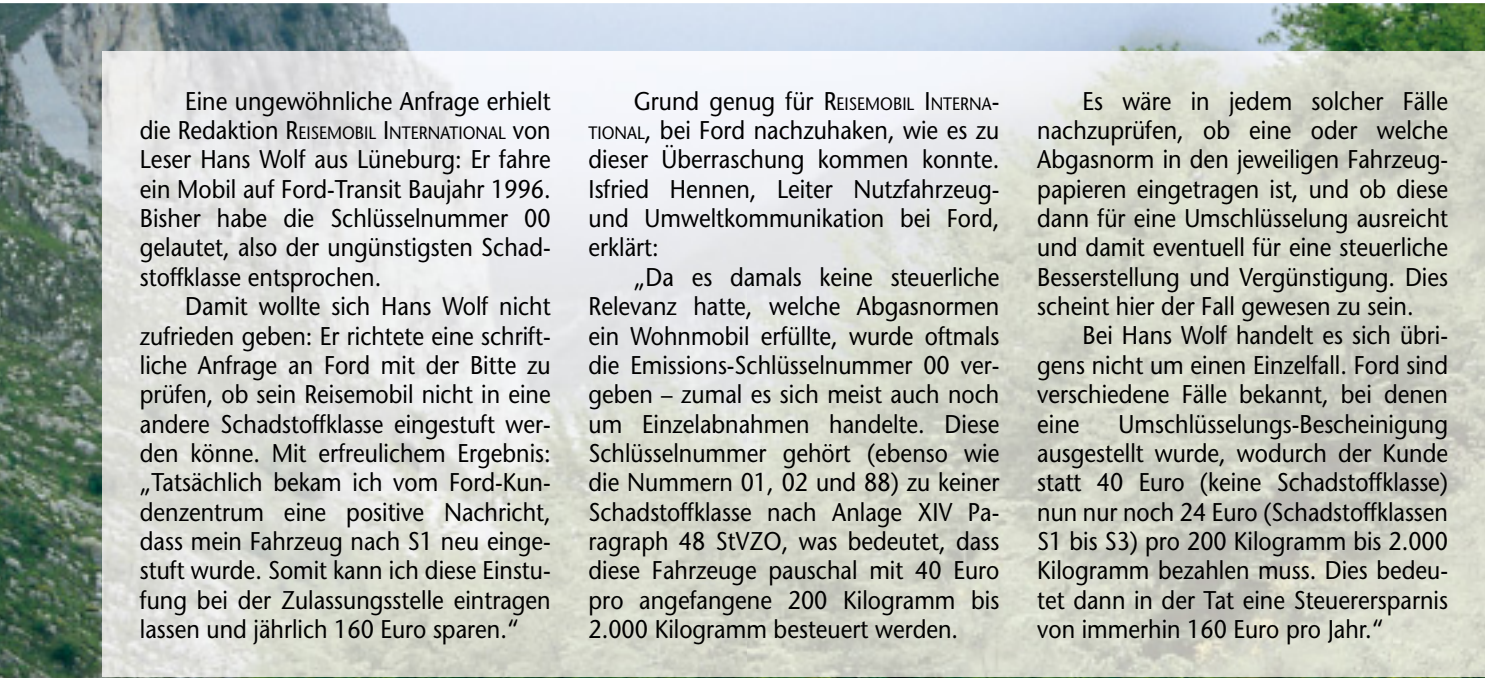 Eine ungewöhnliche Anfrage erhielt
die Redaktion REISEMOBIL INTERNATIONAL von
Leser Hans Wolf aus Lüneburg: Er fahre
ein Mobil auf Ford-Transit Baujahr 1996.
Bisher habe die Schlüsselnummer 00
gelautet, also der ungünstigsten Schad-
stoffklasse entsprochen.
Damit wollte sich Hans Wolf nicht
zufrieden geben: Er richtete eine schrift-
liche Anfrage an Ford mit der Bitte zu
prüfen, ob sein Reisemobil nicht in eine
andere Schadstoffklasse eingestuft wer-
den könne. Mit erfreulichem Ergebnis:
„Tatsächlich bekam ich vom Ford-Kun-
denzentrum eine positive Nachricht,
dass mein Fahrzeug nach S1 neu einge-
stuft wurde. Somit kann ich diese Einstu-
fung bei der Zulassungsstelle eintragen
lassen und jährlich 160 Euro sparen.“
Grund genug für REISEMOBIL INTERNA-
TIONAL, bei Ford nachzuhaken, wie es zu
dieser Überraschung kommen konnte.
Isfried Hennen, Leiter Nutzfahrzeug-
und Umweltkommunikation bei Ford,
erklärt:
„Da es damals keine steuerliche
Relevanz hatte, welche Abgasnormen
ein Wohnmobil erfüllte, wurde oftmals
die Emissions-Schlüsselnummer 00 ver-
geben – zumal es sich meist auch noch
um Einzelabnahmen handelte. Diese
Schlüsselnummer gehört (ebenso wie
die Nummern 01, 02 und 88) zu keiner
Schadstoffklasse nach Anlage XIV Pa-
ragraph 48 StVZO, was bedeutet, dass
diese Fahrzeuge pauschal mit 40 Euro
pro angefangene 200 Kilogramm bis
2.000 Kilogramm besteuert werden.
Es wäre in jedem solcher Fälle
nachzuprüfen, ob eine oder welche
Abgasnorm in den jeweiligen Fahrzeug-
papieren eingetragen ist, und ob diese
dann für eine Umschlüsselung ausreicht
und damit eventuell für eine steuerliche
Besserstellung und Vergünstigung. Dies
scheint hier der Fall gewesen zu sein.
Bei Hans Wolf handelt es sich übri-
gens nicht um einen Einzelfall. Ford sind
verschiedene Fälle bekannt, bei denen
eine Umschlüsselungs-Bescheinigung
ausgestellt wurde, wodurch der Kunde
statt 40 Euro (keine Schadstoffklasse)
nun nur noch 24 Euro (Schadstoffklassen
S1 bis S3) pro 200 Kilogramm bis 2.000
Kilogramm bezahlen muss. Dies bedeu-
tet dann in der Tat eine Steuerersparnis
von immerhin 160 Euro pro Jahr.“